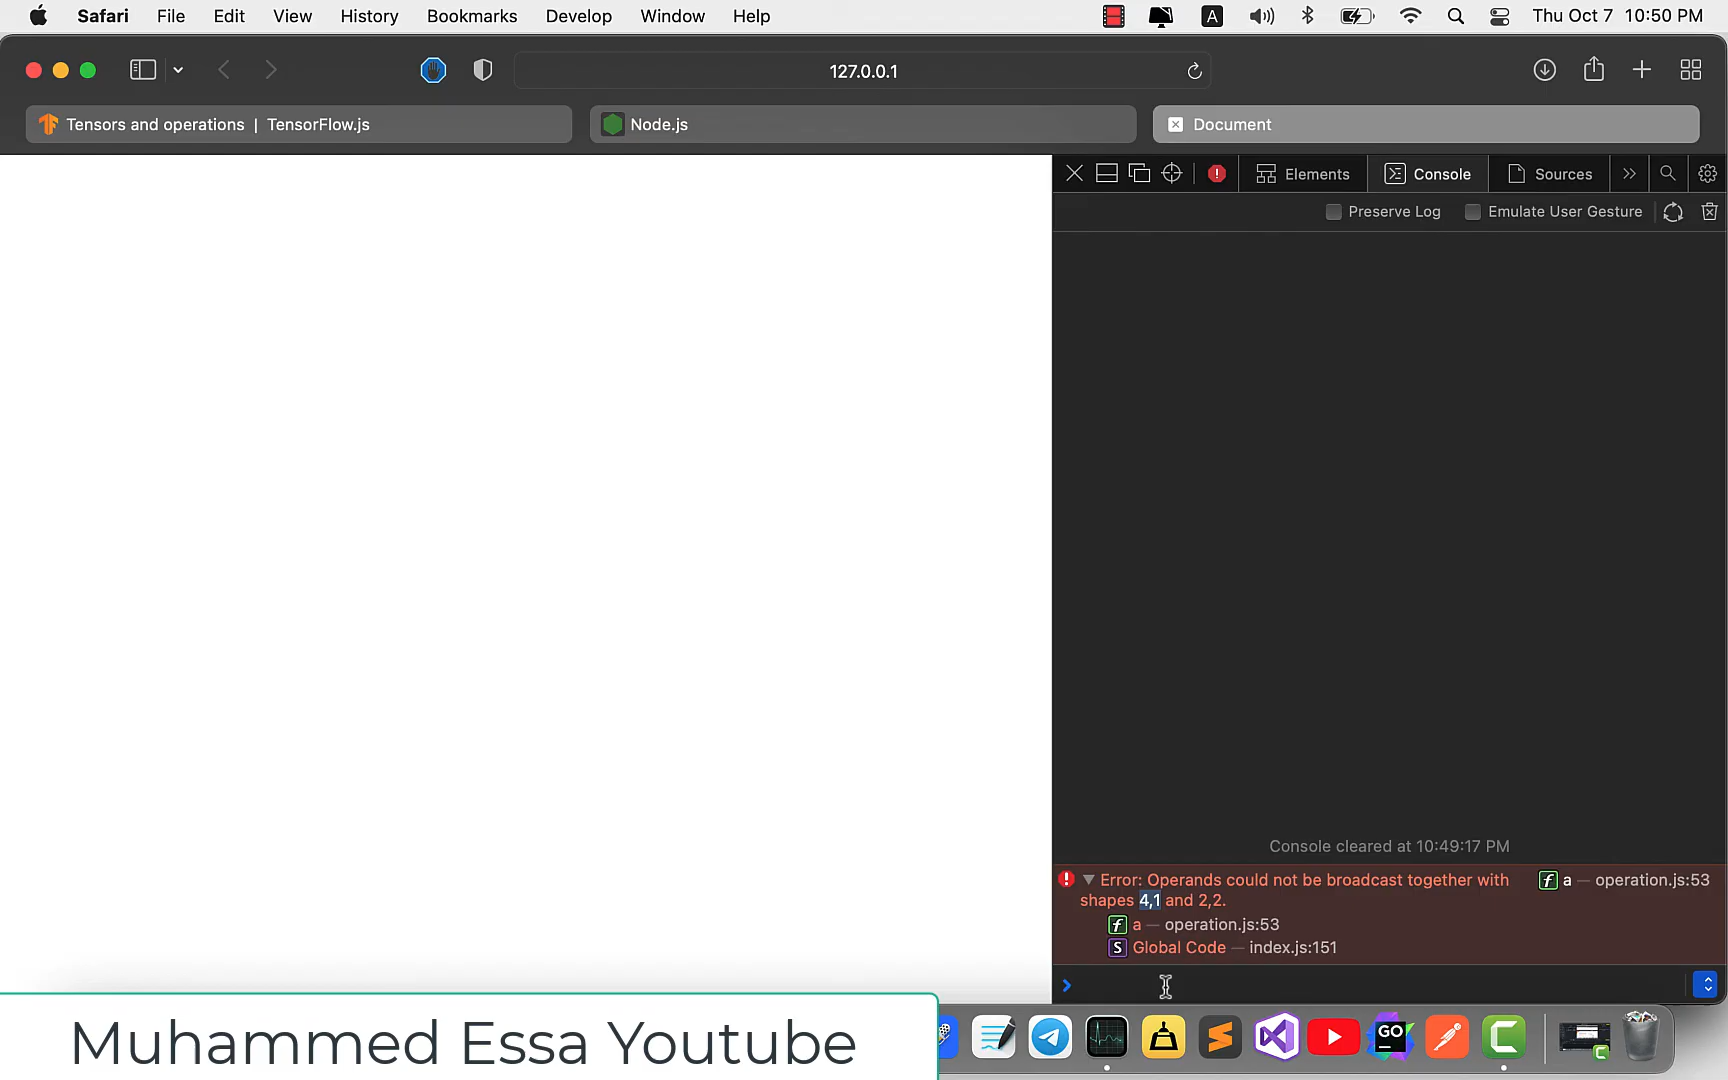 Safari File Edit View History Bookmarks Develop Window Help A Thu Oct 7 10:50 PM
127.0.0.1
Tensors and operations | TensorFlow.js Node.js Document
Elements Console Sources
Preserve Log Emulate User Gesture
Console cleared at 10:49:17 PM
Error: Operands could not be broadcast together with f a — operation.js:53
shapes 4,1 and 2,2.
f a — operation.js:53
S Global Code — index.js:151
Muhammed Essa Youtube
GO